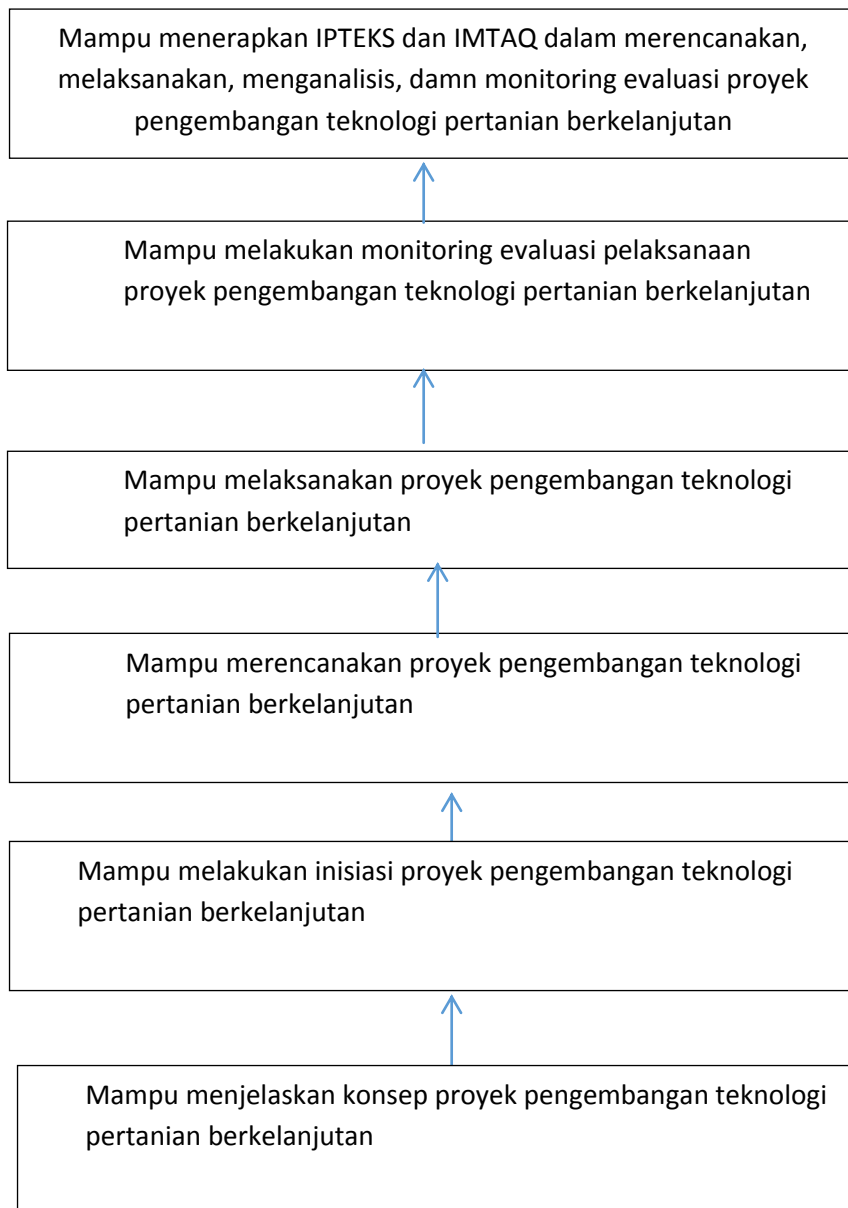 Mampu menerapkan IPTEKS dan IMTAQ dalam merencanakan,
melaksanakan, menganalisis, damn monitoring evaluasi proyek
pengembangan teknologi pertanian berkelanjutan
Mampu melakukan monitoring evaluasi pelaksanaan
proyek pengembangan teknologi pertanian berkelanjutan
Mampu melaksanakan proyek pengembangan teknologi
pertanian berkelanjutan
Mampu merencanakan proyek pengembangan teknologi
pertanian berkelanjutan
Mampu melakukan inisiasi proyek pengembangan teknologi
pertanian berkelanjutan
Mampu menjelaskan konsep proyek pengembangan teknologi
pertanian berkelanjutan